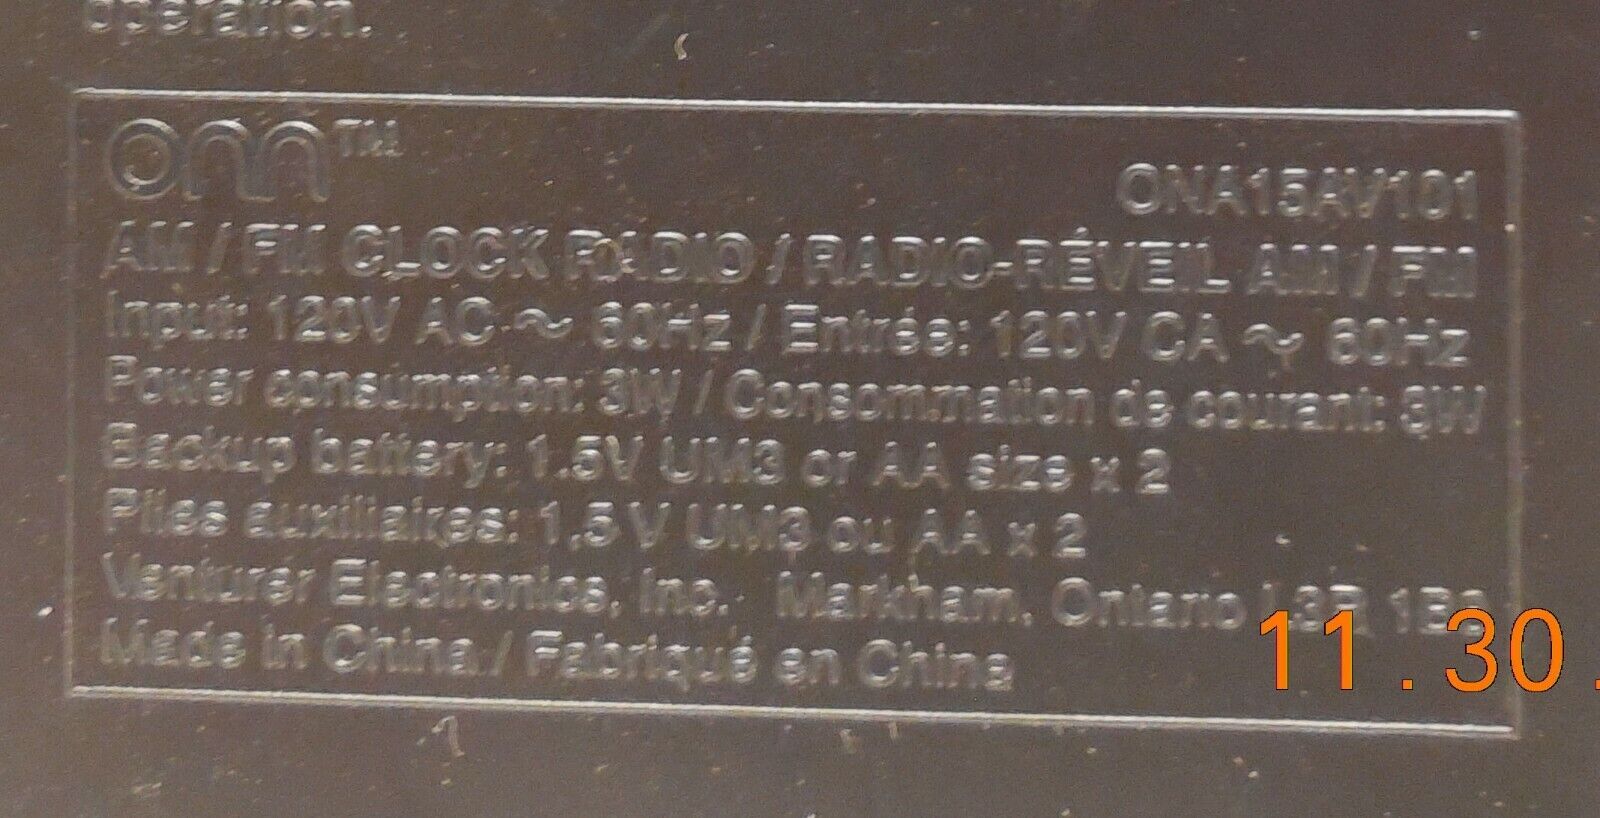 operation.
onn™
ONA15AV101
AM / FM CLOCK RADIO / RADIO-RÉVEIL AM / FM
Input: 120V AC ~ 60Hz / Entrée: 120V CA ~ 60Hz
Power consumption: 3W / Consommation de courant: 3W
Backup battery: 1.5V UM3 or AA size x 2
Piles auxiliaires: 1,5 V UM3 ou AA x 2
Venturer Electronics, Inc. Markham, Ontario L3R
Made in China / Fabriqué en China
11.30.